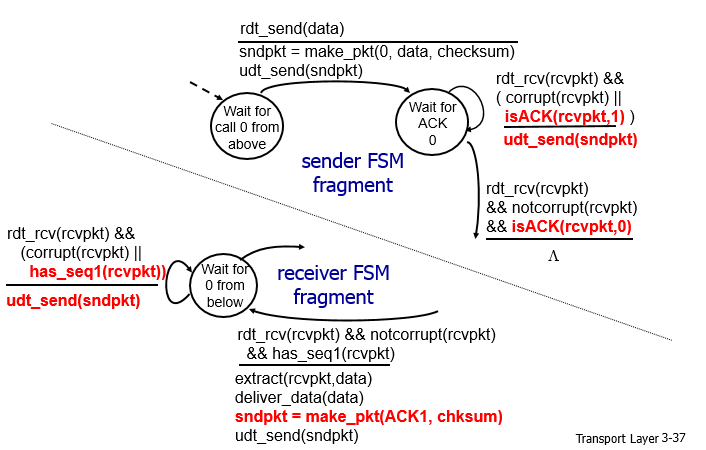 rdt_send(data)
sndpkt = make_pkt(0, data, checksum)
udt_send(sndpkt)
Wait for
call 0 from
above
Wait for
ACK
0
rdt_rcv(rcvpkt) &&
( corrupt(rcvpkt) ||
isACK(rcvpkt,1) )
udt_send(sndpkt)
sender FSM
fragment
rdt_rcv(rcvpkt)
&& notcorrupt(rcvpkt)
&& isACK(rcvpkt,0)
Λ
rdt_rcv(rcvpkt) &&
(corrupt(rcvpkt) ||
has_seq1(rcvpkt))
udt_send(sndpkt)
Wait for
0 from
below
receiver FSM
fragment
rdt_rcv(rcvpkt) && notcorrupt(rcvpkt)
&& has_seq1(rcvpkt)
extract(rcvpkt,data)
deliver_data(data)
sndpkt = make_pkt(ACK1, chksum)
udt_send(sndpkt)
Transport Layer 3-37